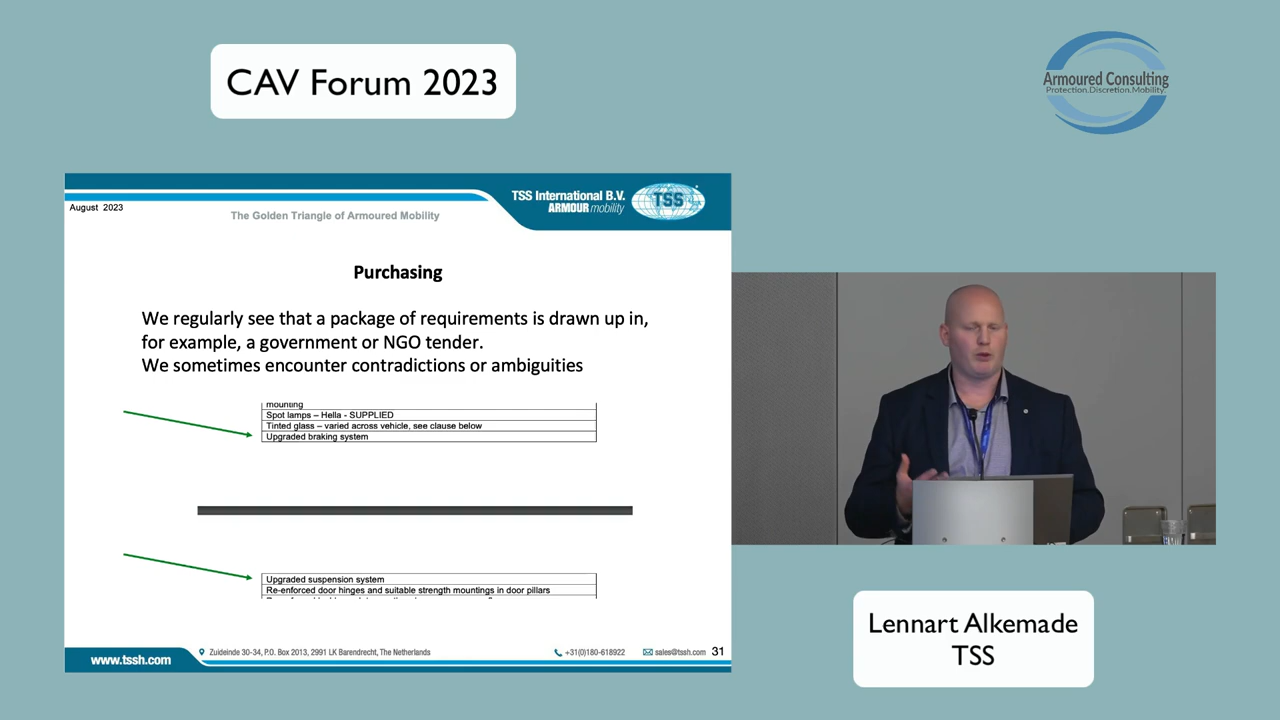 CAV Forum 2023
Armoured Consulting
Protection.Discretion.Mobility.
August 2023
The Golden Triangle of Armoured Mobility
TSS International B.V.
ARMOUR mobility
TSS
Purchasing
We regularly see that a package of requirements is drawn up in,
for example, a government or NGO tender.
We sometimes encounter contradictions or ambiguities
mounting
Spot lamps – Hella - SUPPLIED
Tinted glass – varied across vehicle, see clause below
Upgraded braking system
Upgraded suspension system
Re-enforced door hinges and suitable strength mountings in door pillars
www.tssh.com
Zuideinde 30-34, P.O. Box 2013, 2991 LK Barendrecht, The Netherlands
+31(0)180-618922
sales@tssh.com
31
Lennart Alkemade
TSS